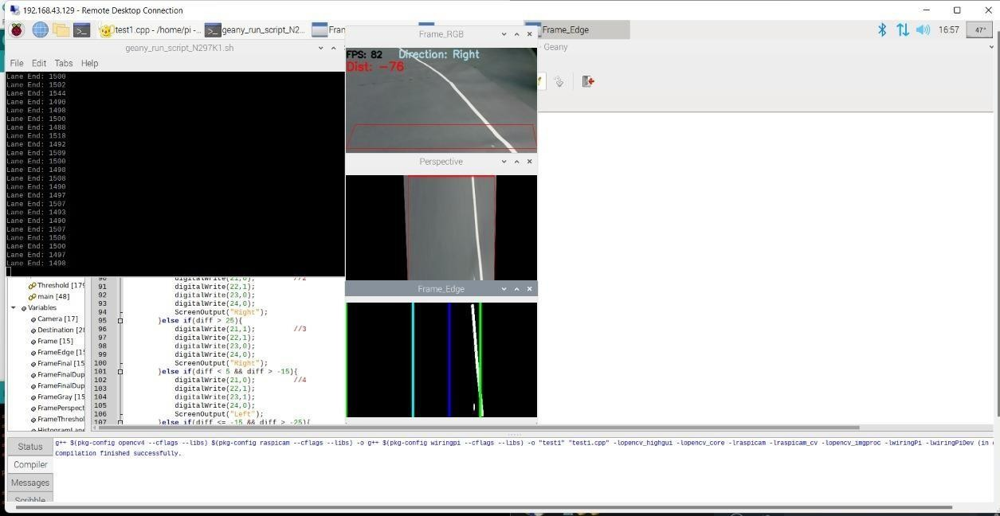 192.168.43.129 - Remote Desktop Connection
test1.cpp - /home/pi -...
geany_run_script_N2...
Fran
Frame_Edge
16:57
47°
geany_run_script_N297K1.sh
File Edit Tabs Help
Lane End: 1500
Lane End: 1502
Lane End: 1544
Lane End: 1490
Lane End: 1498
Lane End: 1500
Lane End: 1488
Lane End: 1518
Lane End: 1492
Lane End: 1509
Lane End: 1500
Lane End: 1498
Lane End: 1508
Lane End: 1490
Lane End: 1497
Lane End: 1507
Lane End: 1493
Lane End: 1490
Lane End: 1507
Lane End: 1506
Lane End: 1500
Lane End: 1497
Lane End: 1498
Frame_RGB
FPS: 82 Direction: Right
Dist: -76
Perspective
Frame_Edge
- Geany
Threshold [179
main [48]
Variables
Camera [17]
Destination [28
Frame [15]
FrameEdge [15
FrameFinal [15
FrameFinalDup
FrameFinalDup
FrameGray [15
FramePerspect
FrameThreshol
HistogramLane
90 digitalWrite(21,0); //2
91 digitalWrite(22,1);
92 digitalWrite(23,0);
93 digitalWrite(24,0);
94 ScreenOutput("Right");
95 }else if(diff > 25){
96 digitalWrite(21,1); //3
97 digitalWrite(22,1);
98 digitalWrite(23,0);
99 digitalWrite(24,0);
100 ScreenOutput("Right");
101 }else if(diff < 5 && diff > -15){
102 digitalWrite(21,0); //4
103 digitalWrite(22,1);
104 digitalWrite(23,1);
105 digitalWrite(24,0);
106 ScreenOutput("Left");
107 }else if(diff <= -15 && diff > -25){
Status
Compiler
Messages
Scribble
g++ $(pkg-config opencv4 --cflags --libs) $(pkg-config raspicam --cflags --libs) -o g++ $(pkg-config wiringpi --cflags --libs) -o "test1" "test1.cpp" -lopencv_highgui -lopencv_core -lraspicam -lraspicam_cv -lopencv_imgproc -lwiringPi -lwiringPiDev (in
Compilation finished successfully.